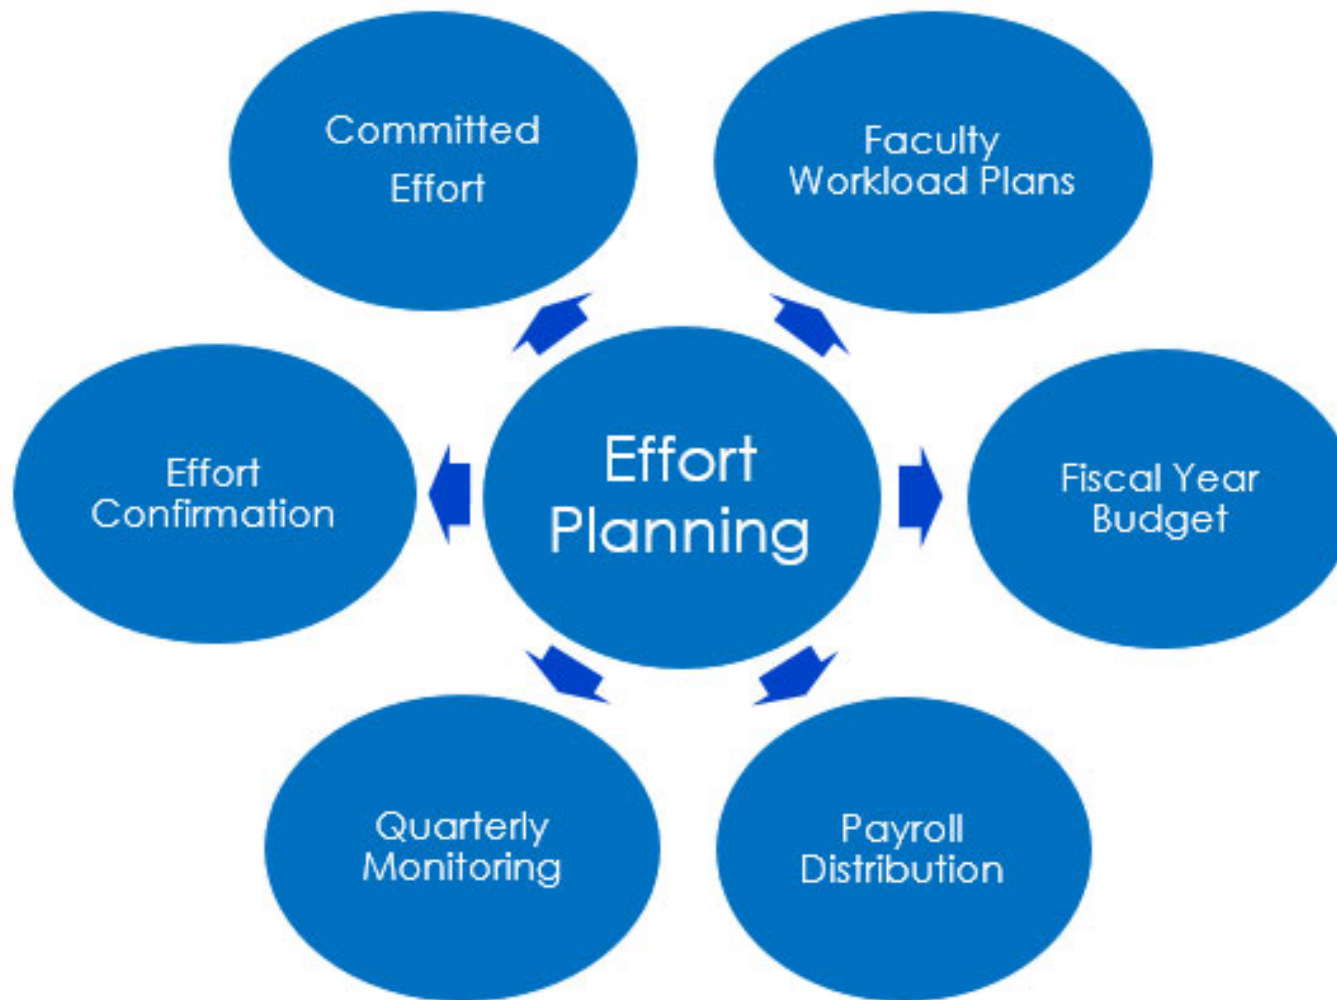 Committed
Effort
Faculty
Workload Plans
Effort
Confirmation
Effort
Planning
Fiscal Year
Budget
Quarterly
Monitoring
Payroll
Distribution